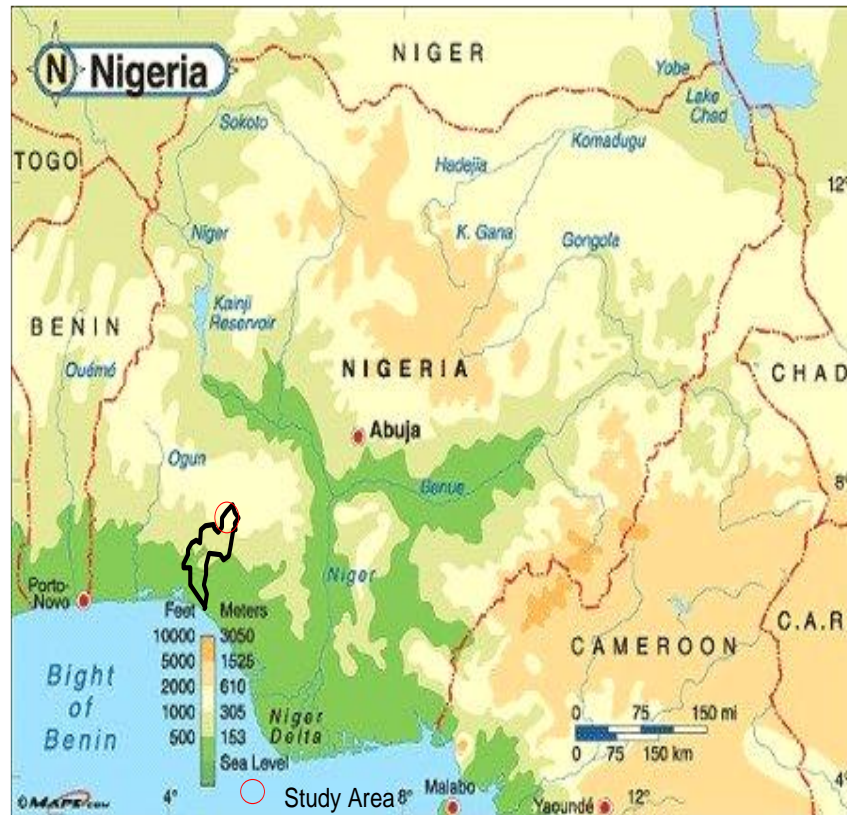 NIGER
N Nigeria
Yobe
Lake
Chad
Sokoto
Komadugu
TOGO
Hadejia
12°
Niger
K. Gana
Gongola
Kainji
Reservoir
BENIN
Ouémé
NIGERIA
CHAD
Abuja
Ogun
8°
Benue
Porto-
Novo
Niger
Feet Meters
10000 3050
5000 1525
2000 610
1000 305
500 153
Sea Level
C.A.R
CAMEROON
Bight
of
Benin
Niger
Delta
0 75 150 mi
0 75 150 km
4°
©MAPS.com
4°
Study Area
8°
Malabo
Yaoundé
12°